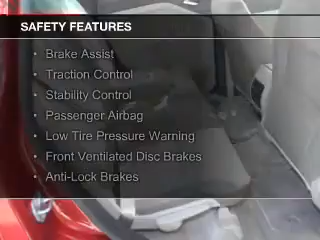 SAFETY FEATURES
• Brake Assist
• Traction Control
• Stability Control
• Passenger Airbag
• Low Tire Pressure Warning
• Front Ventilated Disc Brakes
• Anti-Lock Brakes